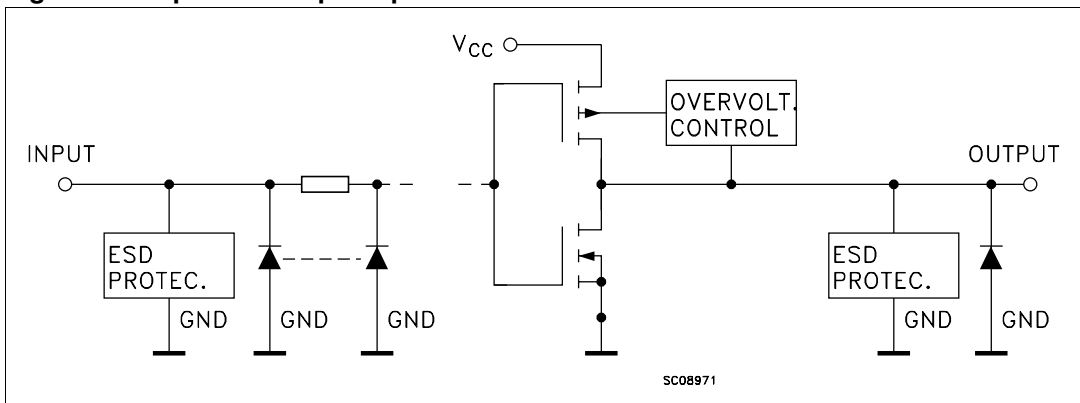 VCC
OVERVOLT.
CONTROL
INPUT
OUTPUT
ESD
PROTEC.
GND
GND
GND
ESD
PROTEC.
GND
GND
SC08971